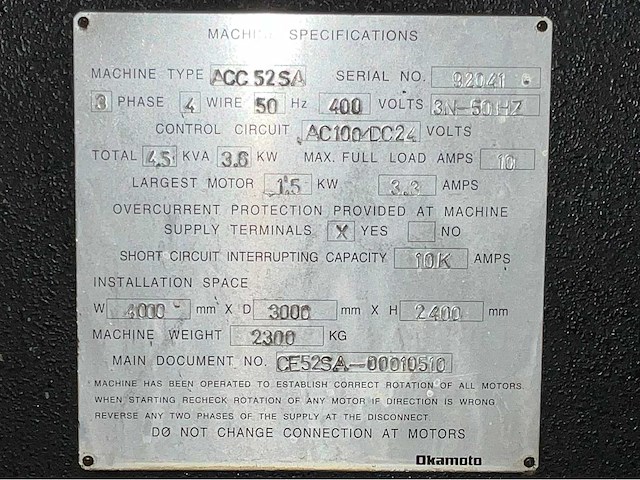 MACHINE SPECIFICATIONS
MACHINE TYPE ACC 52SA SERIAL NO. 92041
3 PHASE 4 WIRE 50 Hz 400 VOLTS 3N-50HZ
CONTROL CIRCUIT AC100/DC24 VOLTS
TOTAL 4.5 KVA 3.6 KW MAX. FULL LOAD AMPS 10
LARGEST MOTOR 1.5 KW 3.3 AMPS
OVERCURRENT PROTECTION PROVIDED AT MACHINE
SUPPLY TERMINALS X YES NO
SHORT CIRCUIT INTERRUPTING CAPACITY 10K AMPS
INSTALLATION SPACE
W 4000 mm X D 3000 mm X H 2400 mm
MACHINE WEIGHT 2300 KG
MAIN DOCUMENT NO. CE52SA-00010510
MACHINE HAS BEEN OPERATED TO ESTABLISH CORRECT ROTATION OF ALL MOTORS
WHEN STARTING RECHECK ROTATION OF ANY MOTOR IF DIRECTION IS WRONG
REVERSE ANY TWO PHASES OF THE SUPPLY AT THE DISCONNECT.
DO NOT CHANGE CONNECTION AT MOTORS
Okamoto